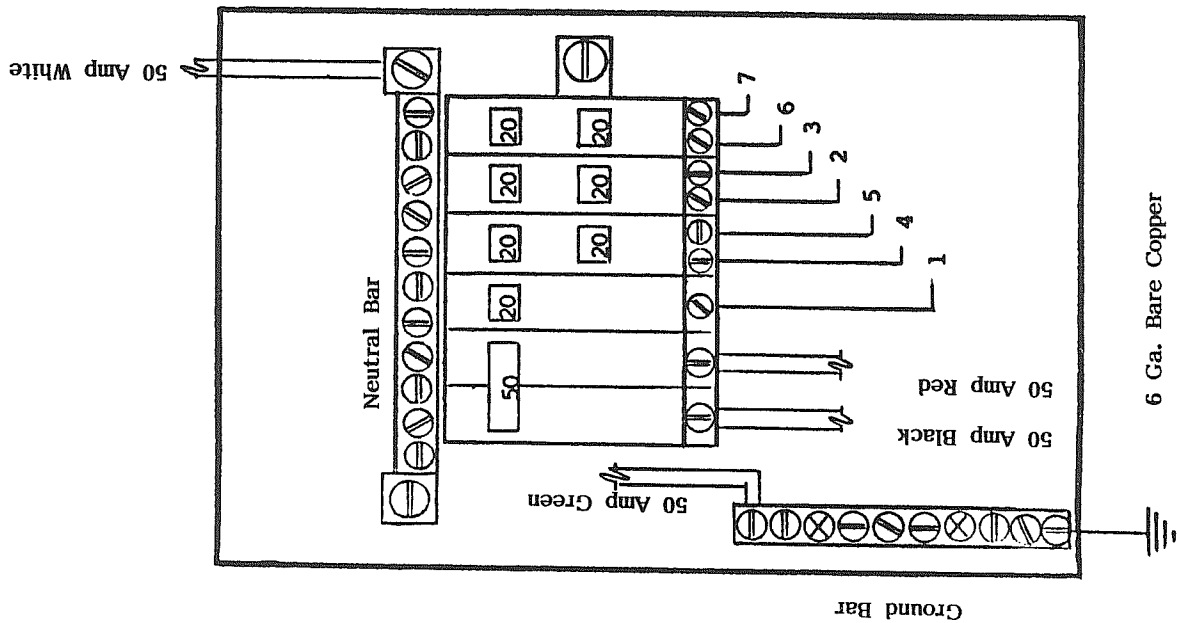 50 Amp White
Neutral Bar
20
20
7
6
20
20
3
2
20
20
5
4
20
1
50
50 Amp Red
50 Amp Black
50 Amp Green
6 Ga. Bare Copper
Ground Bar